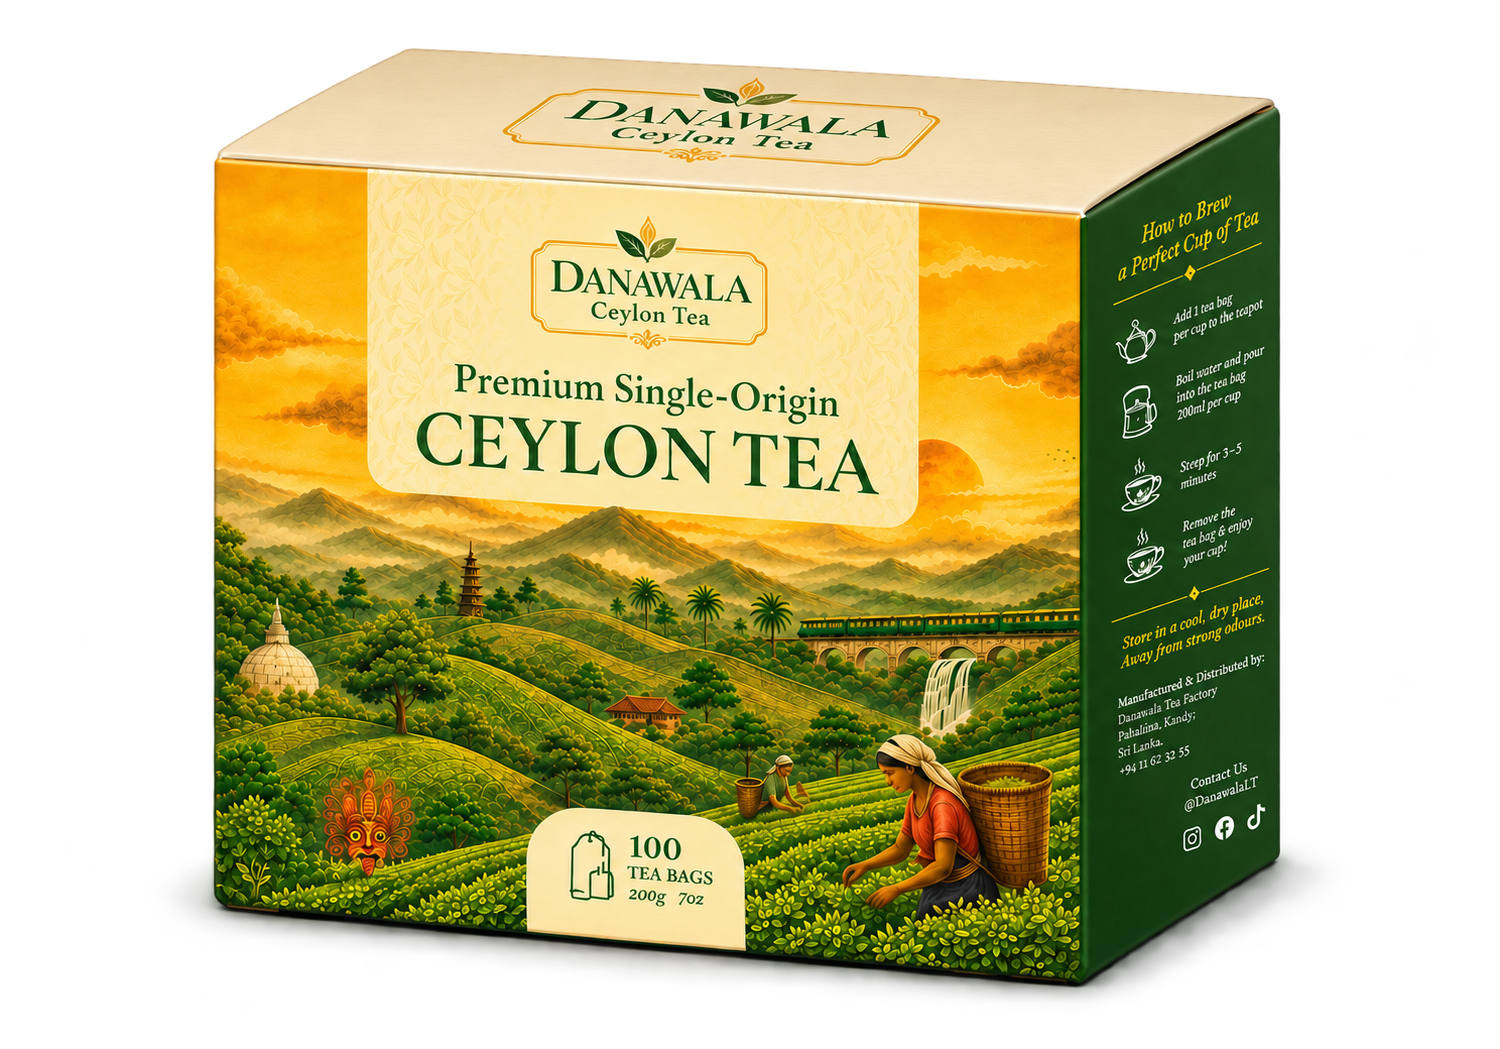 DANAWALA
Ceylon Tea
DANAWALA
Ceylon Tea
Premium Single-Origin
CEYLON TEA
100
TEA BAGS
200g 7oz
How to Brew
a Perfect Cup of Tea
Add 1 tea bag
per cup to the teapot
Boil water and pour
into the tea bag
200ml per cup
Steep for 3–5
minutes
Remove the
tea bag & enjoy
your cup!
Store in a cool, dry place,
Away from strong odours.
Manufactured & Distributed by:
Danawala Tea Factory
Kandy;
Sri Lanka.
+94 11 62 32 55
Contact Us
@DanawalaLT